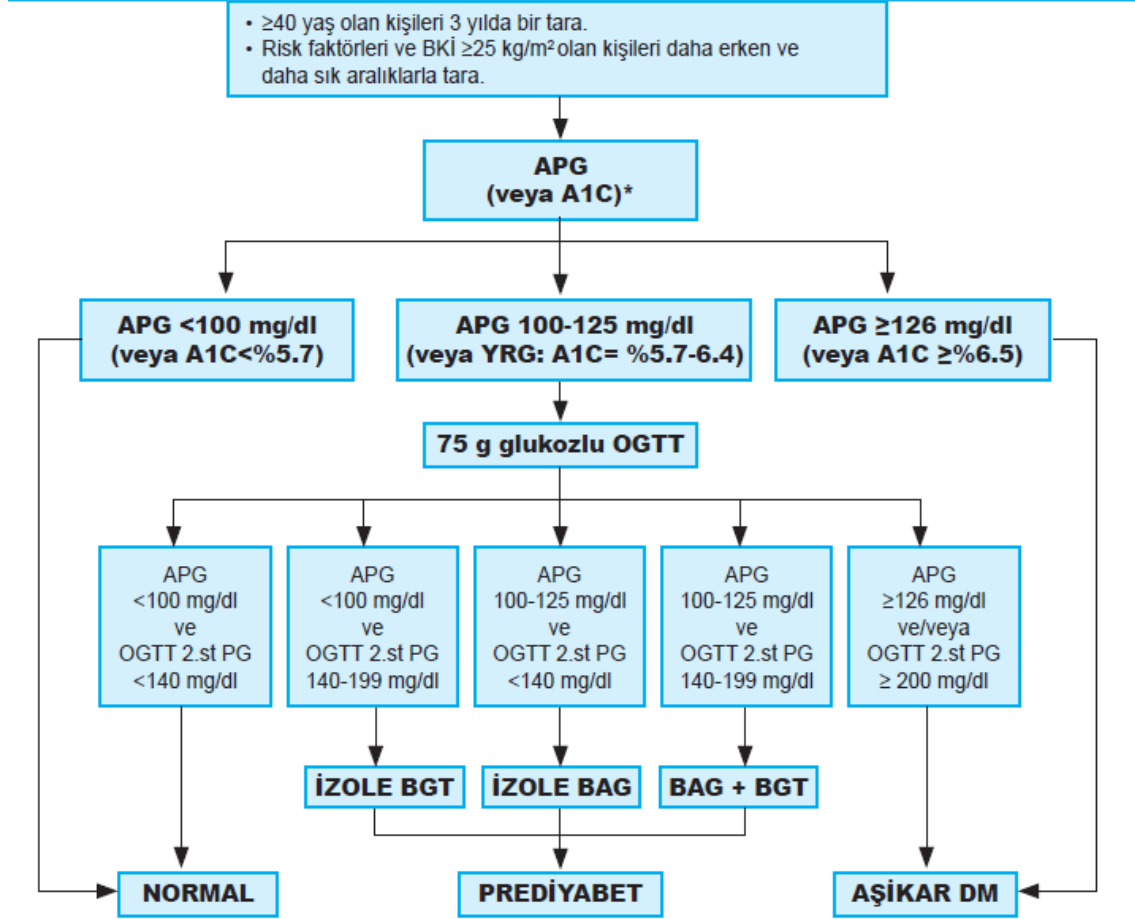 • ≥40 yaş olan kişileri 3 yılda bir tara.
• Risk faktörleri ve BKİ ≥25 kg/m² olan kişileri daha erken ve
daha sık aralıklarla tara.
APG
(veya A1C)*
APG <100 mg/dl
(veya A1C<%5.7)
APG 100-125 mg/dl
(veya YRG: A1C= %5.7-6.4)
APG ≥126 mg/dl
(veya A1C ≥%6.5)
75 g glukozlu OGTT
APG
<100 mg/dl
ve
OGTT 2.st PG
<140 mg/dl
APG
<100 mg/dl
ve
OGTT 2.st PG
140-199 mg/dl
APG
100-125 mg/dl
ve
OGTT 2.st PG
<140 mg/dl
APG
100-125 mg/dl
ve
OGTT 2.st PG
140-199 mg/dl
APG
≥126 mg/dl
ve/veya
OGTT 2.st PG
≥ 200 mg/dl
İZOLE BGT
İZOLE BAG
BAG + BGT
NORMAL
PREDİYABET
AŞİKAR DM